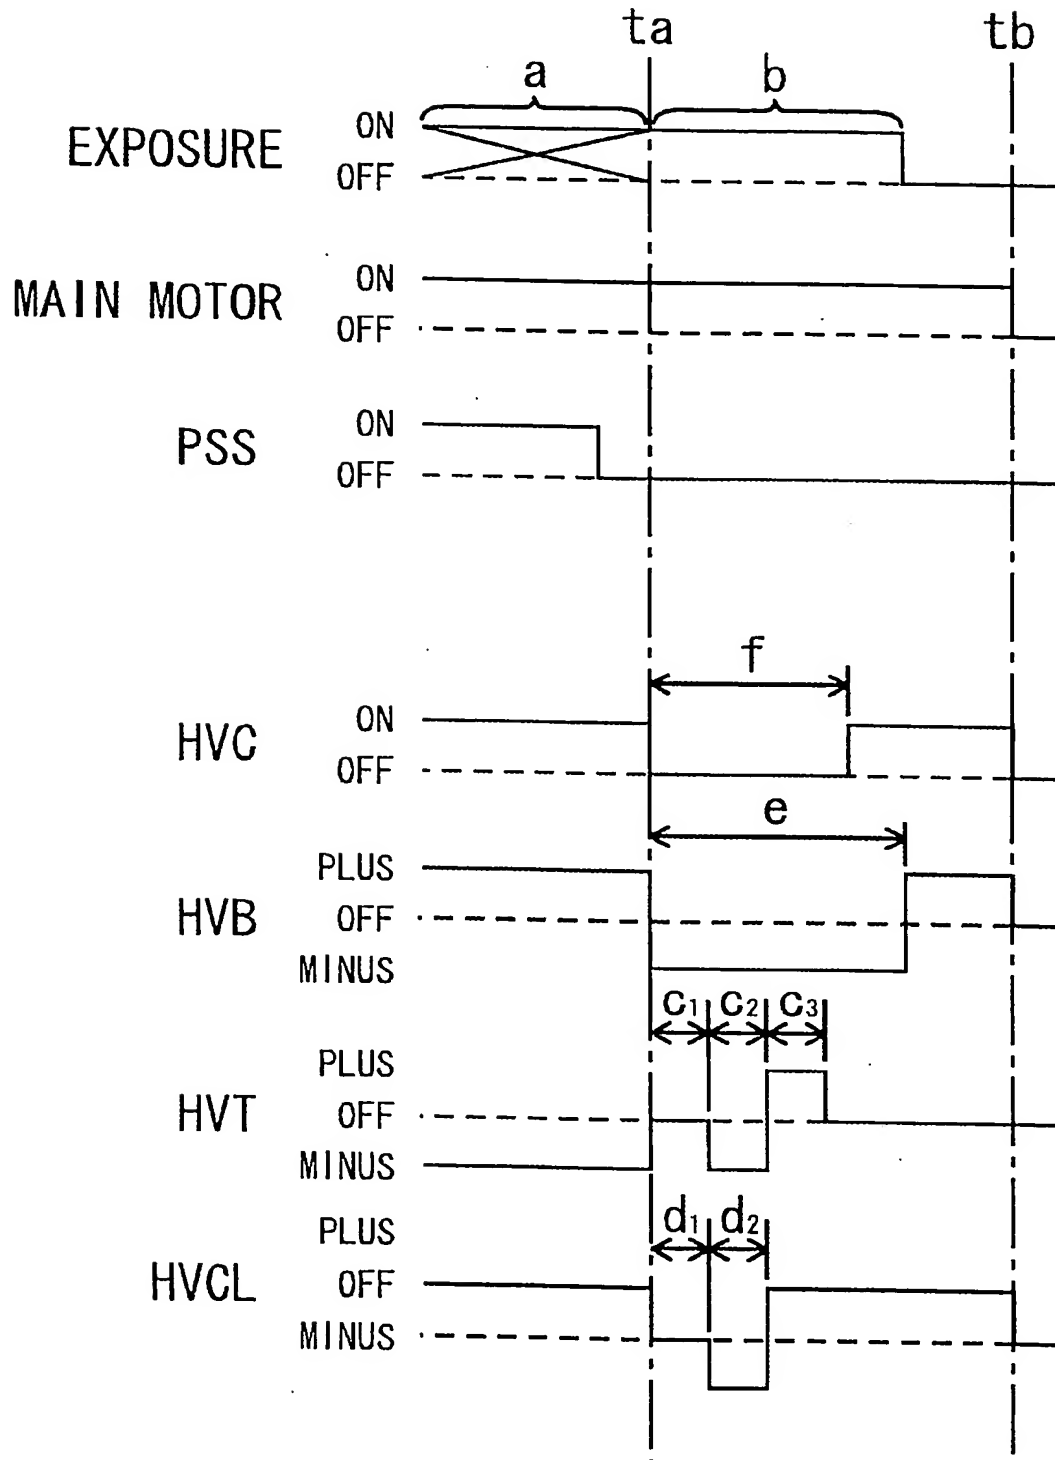 ta
tb
a
b
EXPOSURE
ON
OFF
MAIN MOTOR
ON
OFF
PSS
ON
OFF
f
HVC
ON
OFF
e
HVB
PLUS
OFF
MINUS
c1 c2 c3
HVT
PLUS
OFF
MINUS
d1 d2
HVCL
PLUS
OFF
MINUS